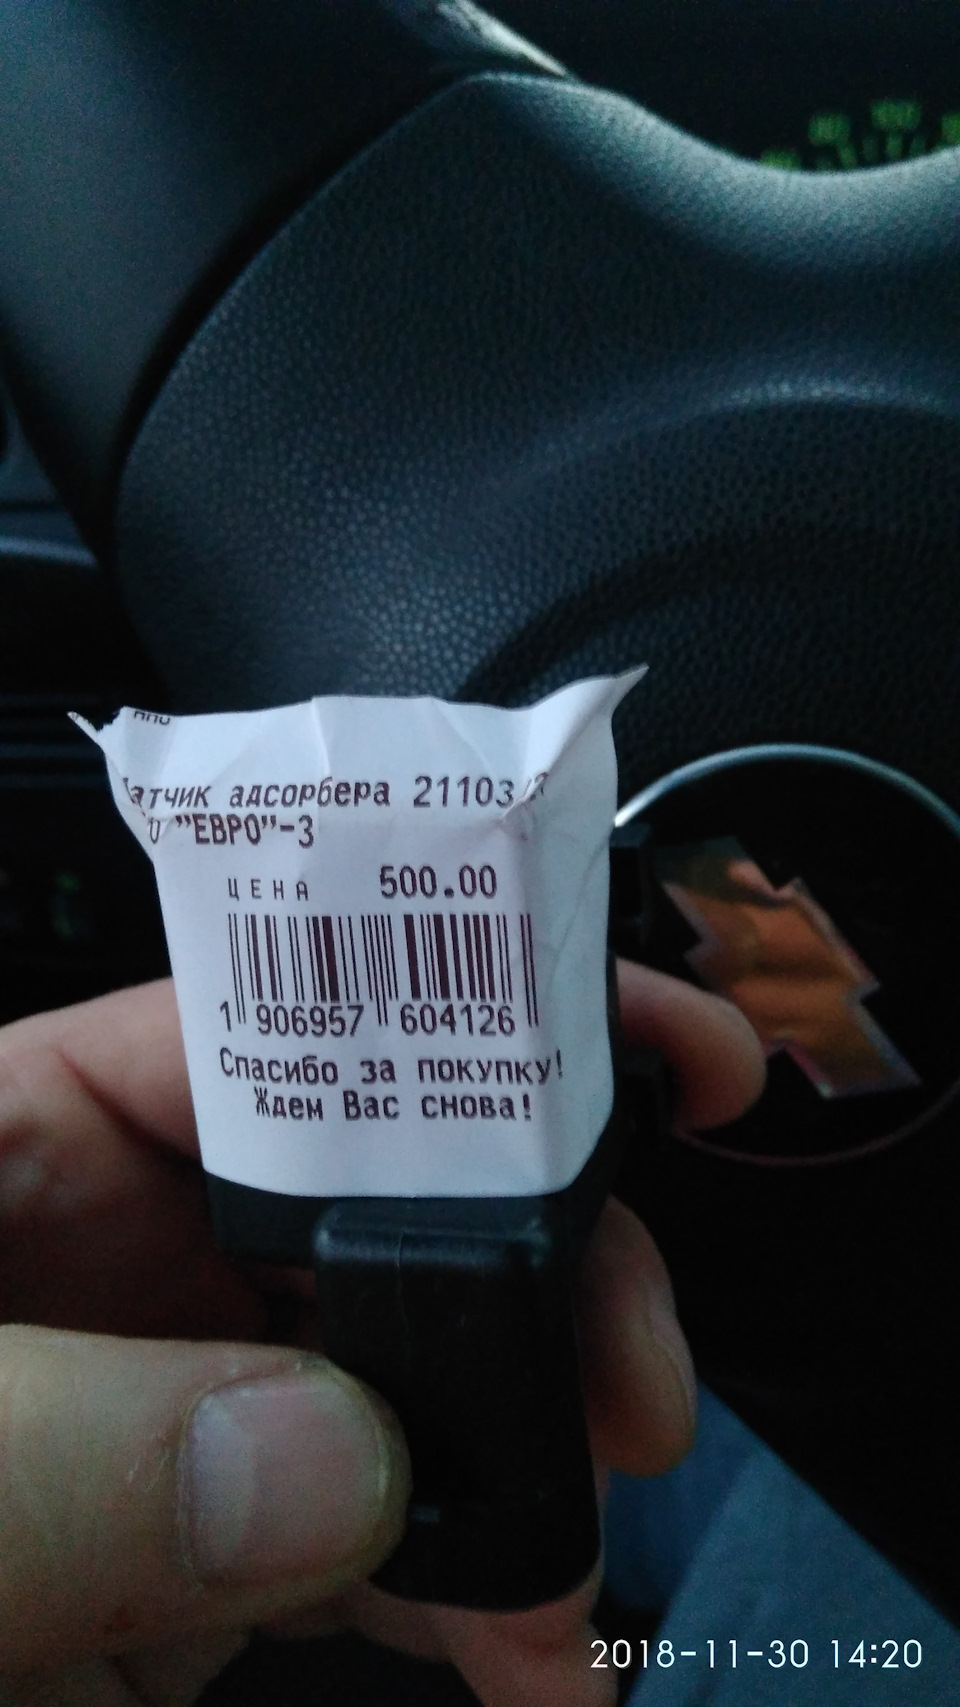 адсорбера 21103
"ЕВРО"-3
ЦЕНА 500.00
1 906957 604126
Спасибо за покупку!
Ждем Вас снова!
2018-11-30 14:20